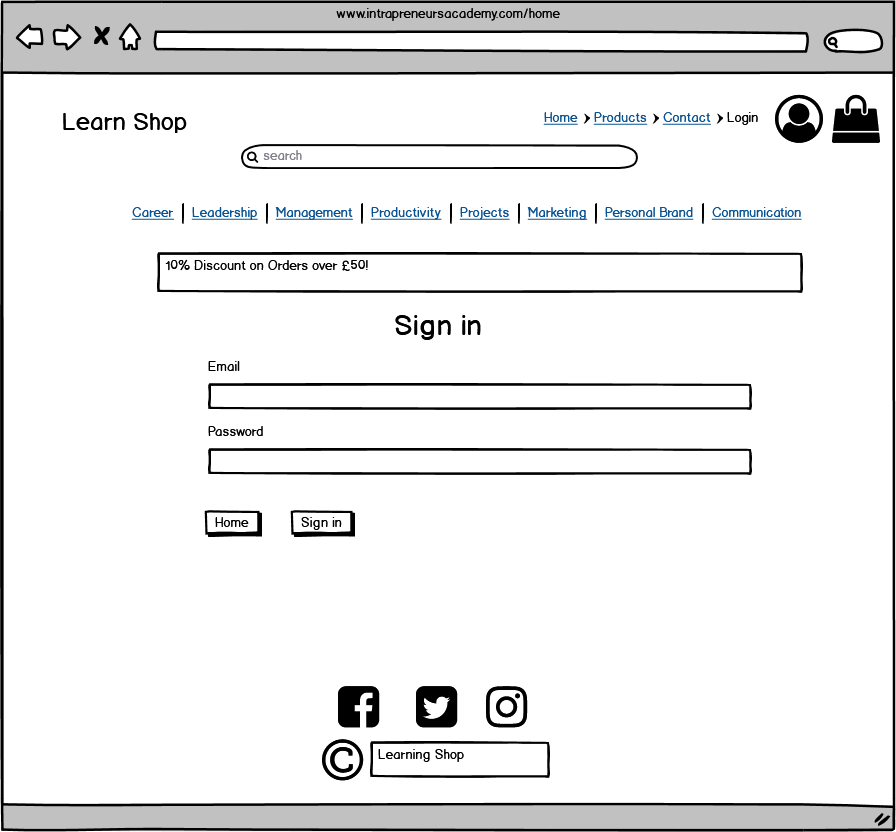 www.intrapreneursacademy.com/home
Learn Shop
Home Products Contact Login
search
Career Leadership Management Productivity Projects Marketing Personal Brand Communication
10% Discount on Orders over £50!
Sign in
Email
Password
Home Sign in
© Learning Shop